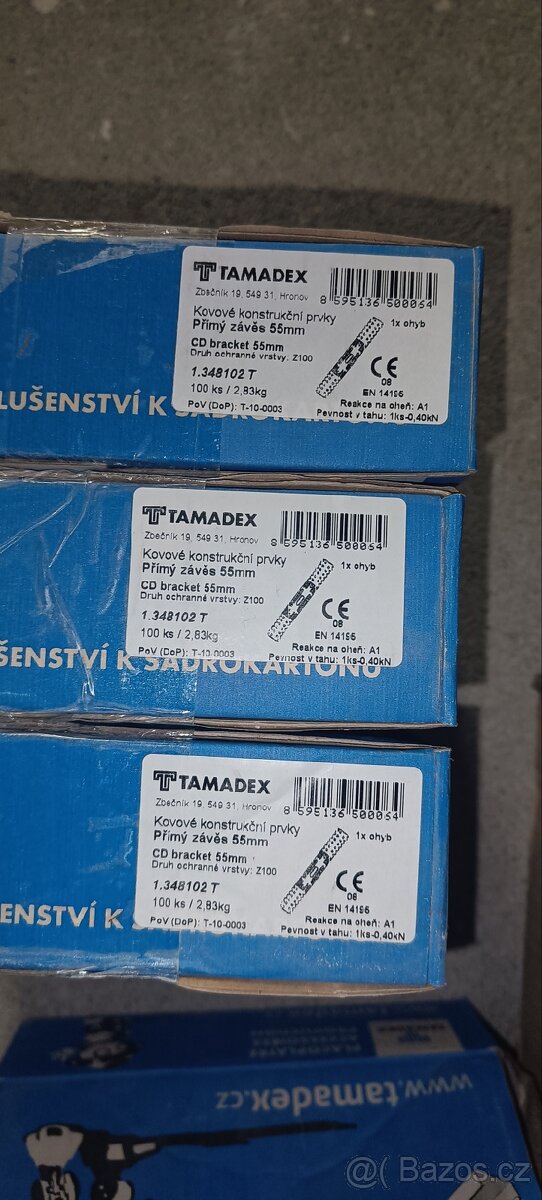 TAMADEX
Zbečník 19, 549 31, Hronov
8 595136 500064
Kovové konstrukční prvky
Přímý závěs 55mm
1x ohyb
CD bracket 55mm
Druh ochranné vrstvy: Z100
1.348102 T
CE
08
100 ks / 2,83kg
EN 14195
Reakce na oheň: A1
PoV (DoP): T-10-0003
Pevnost v tahu: 1ks-0,40kN
LUŠENSTVÍ K SÁDROKARTONU
TAMADEX
Zbečník 19, 549 31, Hronov
8 595136 500064
Kovové konstrukční prvky
Přímý závěs 55mm
1x ohyb
CD bracket 55mm
Druh ochranné vrstvy: Z100
1.348102 T
CE
08
100 ks / 2,83kg
EN 14195
Reakce na oheň: A1
PoV (DoP): T-10-0003
Pevnost v tahu: 1ks-0,40kN
ŠENSTVÍ K SÁDROKARTONU
TAMADEX
Zbečník 19, 549 31, Hronov
8 595136 500064
Kovové konstrukční prvky
Přímý závěs 55mm
1x ohyb
CD bracket 55mm
Druh ochranné vrstvy: Z100
1.348102 T
CE
08
100 ks / 2,83kg
EN 14195
Reakce na oheň: A1
PoV (DoP): T-10-0003
Pevnost v tahu: 1ks-0,40kN
ENSTVÍ K
www.tamadex.cz
Bazos.cz